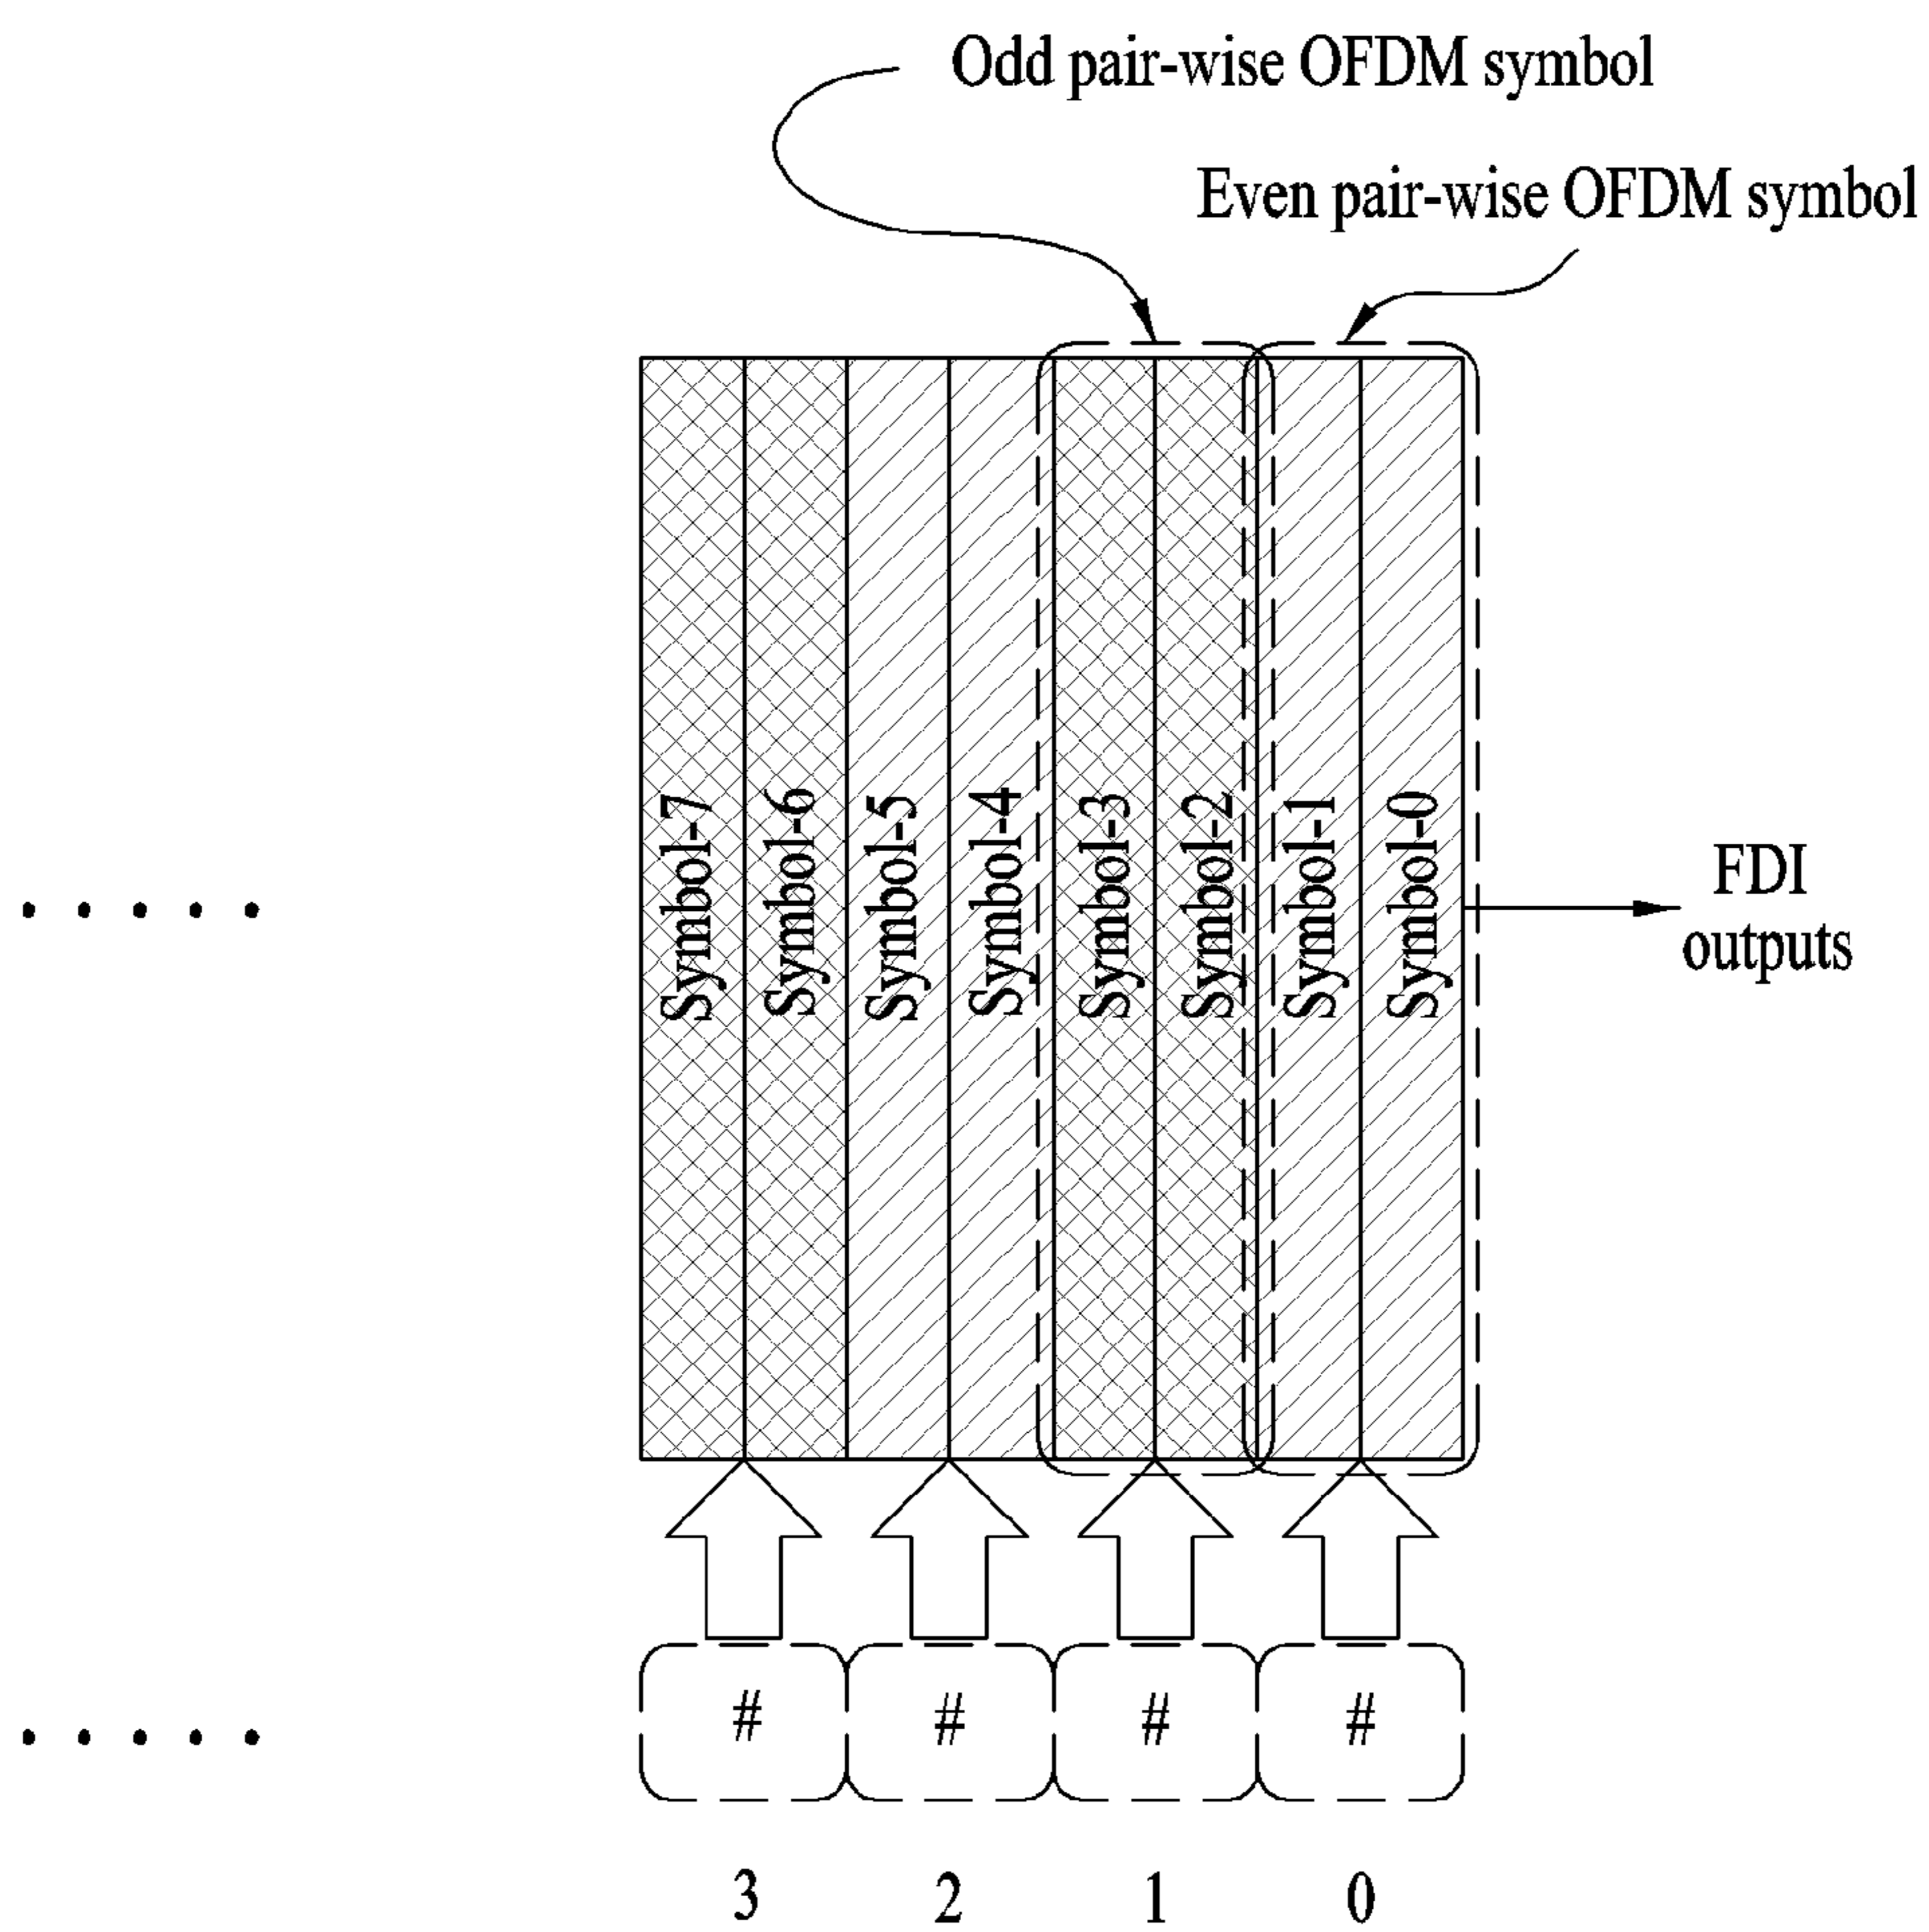 Odd pair-wise OFDM symbol
Even pair-wise OFDM symbol
Symbol-7
Symbol-6
Symbol-5
Symbol-4
Symbol-3
Symbol-2
Symbol-1
Symbol-0
FDI
outputs
# # # #
3 2 1 0